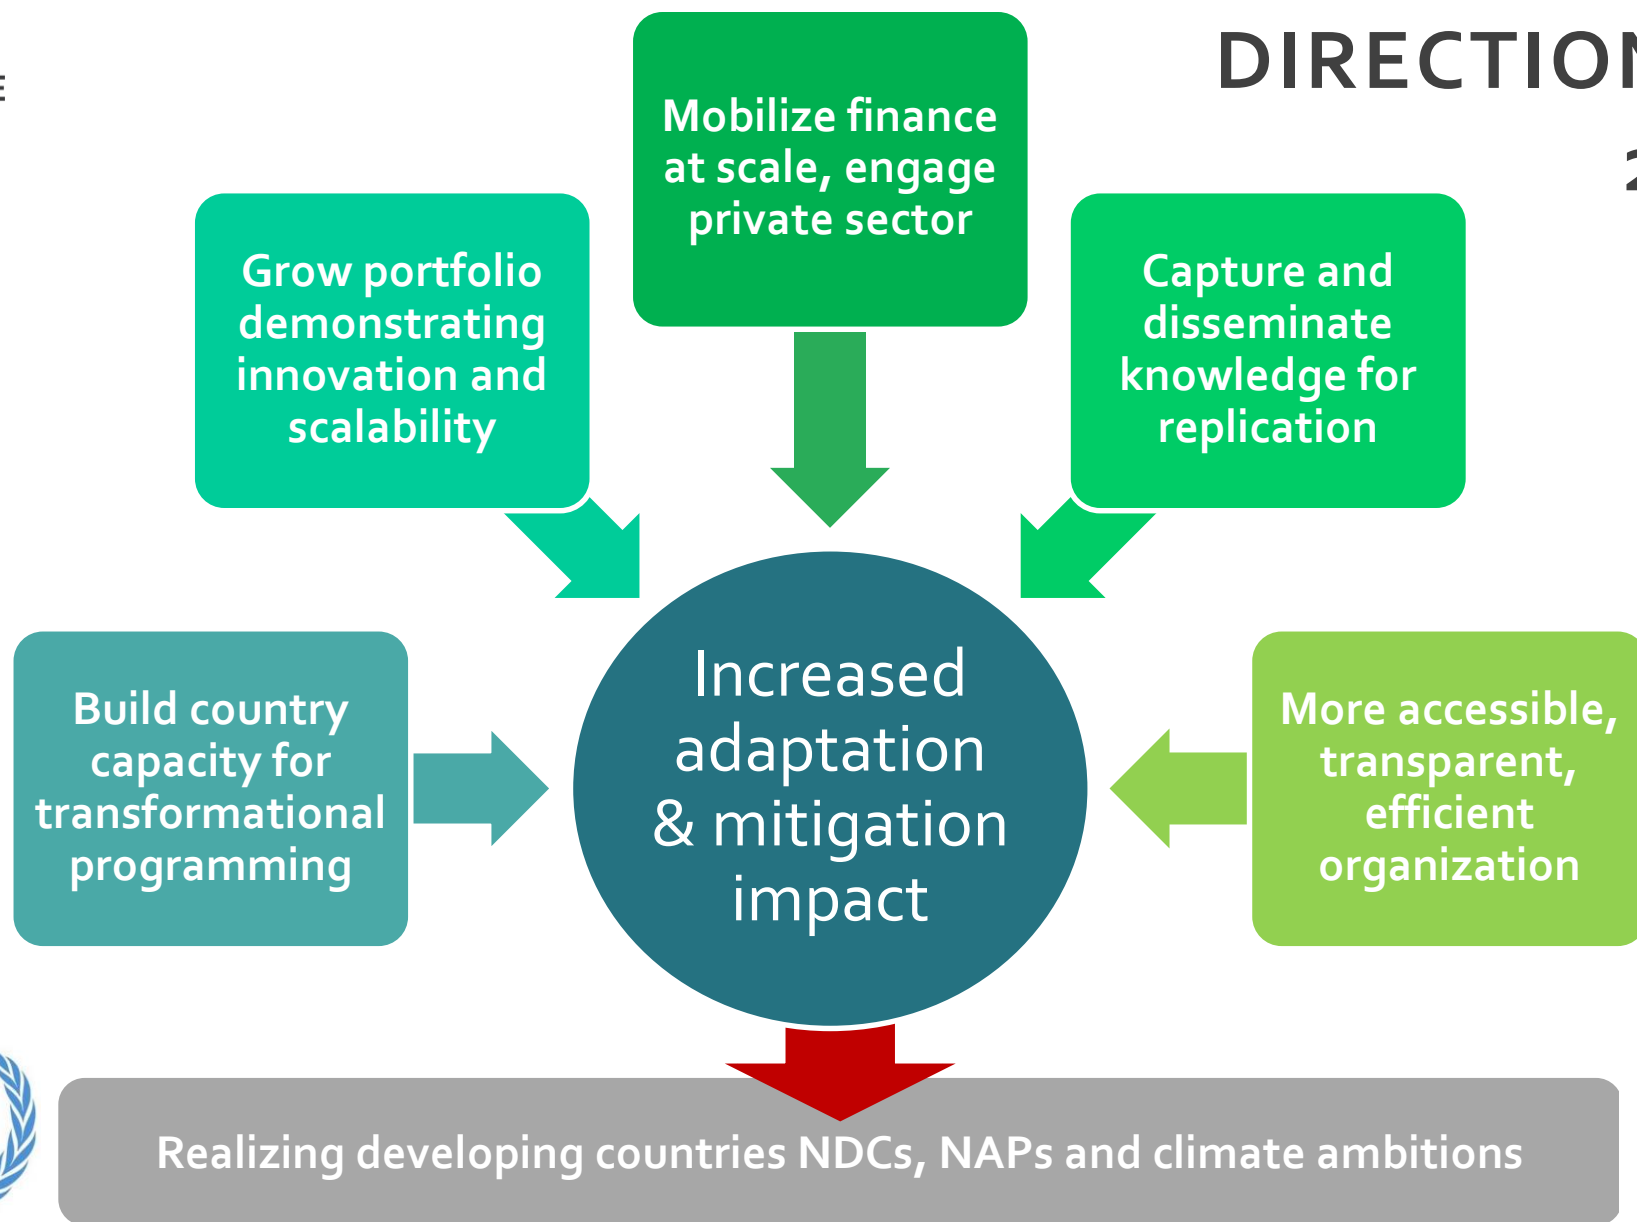 DIRECTION
E
Mobilize finance
at scale, engage
private sector
Grow portfolio
demonstrating
innovation and
scalability
Capture and
disseminate
knowledge for
replication
Build country
capacity for
transformational
programming
Increased
adaptation
& mitigation
impact
More accessible,
transparent,
efficient
organization
Realizing developing countries NDCs, NAPs and climate ambitions